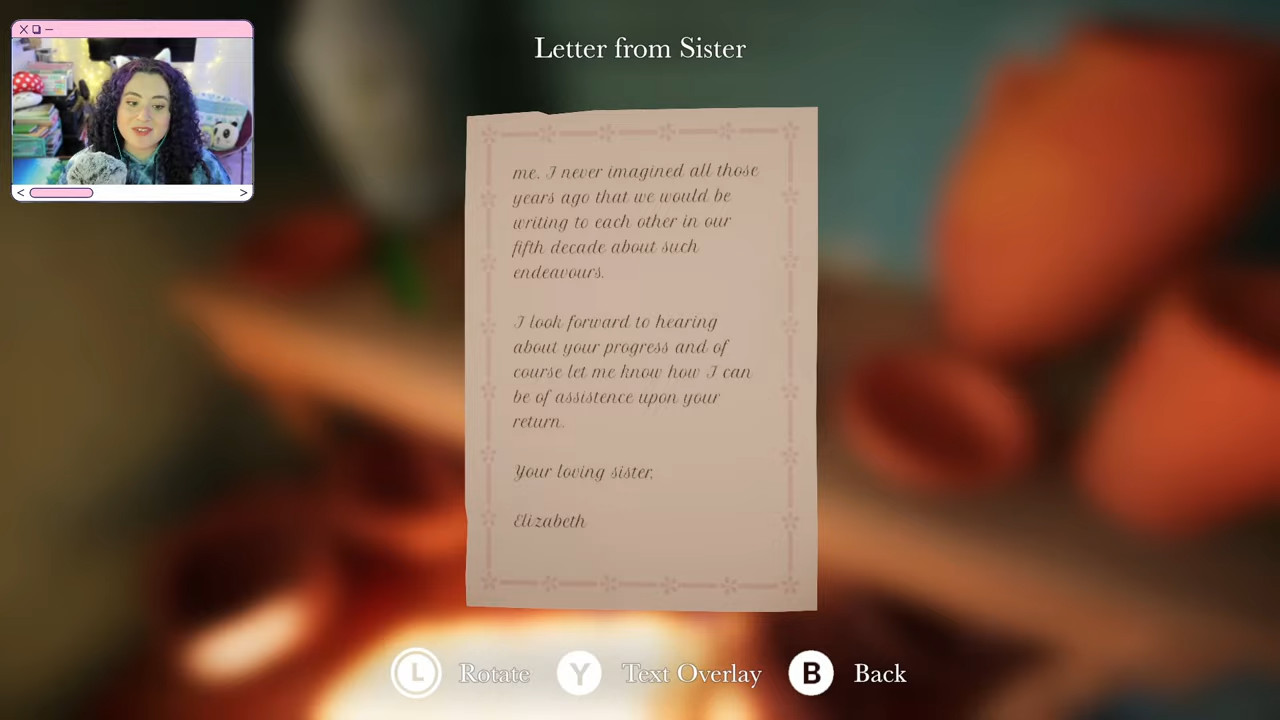 Letter from Sister
me. I never imagined all those
years ago that we would be
writing to each other in our
fifth decade about such
endeavours.
I look forward to hearing
about your progress and of
course let me know how I can
be of assistence upon your
return.
Your loving sister,
Elizabeth
L Rotate Y Text Overlay B Back